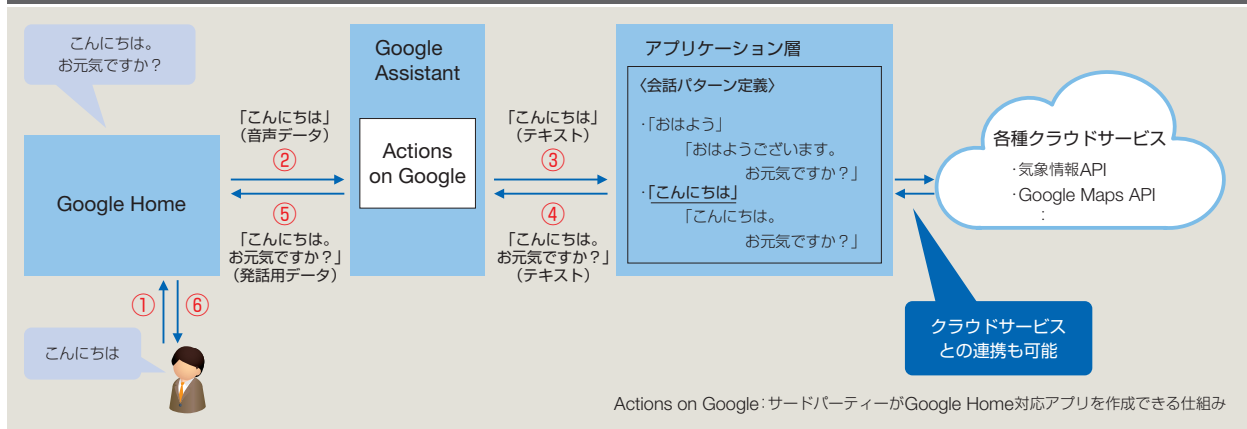 こんにちは。
お元気ですか？
Google Home
こんにちは
①
⑥
「こんにちは」
（音声データ）
②
⑤
「こんにちは。
お元気ですか？」
（発話用データ）
Google
Assistant
Actions
on Google
「こんにちは」
（テキスト）
③
④
「こんにちは。
お元気ですか？」
（テキスト）
アプリケーション層
〈会話パターン定義〉
・「おはよう」
「おはようございます。
お元気ですか？」
・「こんにちは」
「こんにちは。
お元気ですか？」
各種クラウドサービス
・気象情報API
・Google Maps API
：
クラウドサービス
との連携も可能
Actions on Google：サードパーティーがGoogle Home対応アプリを作成できる仕組み